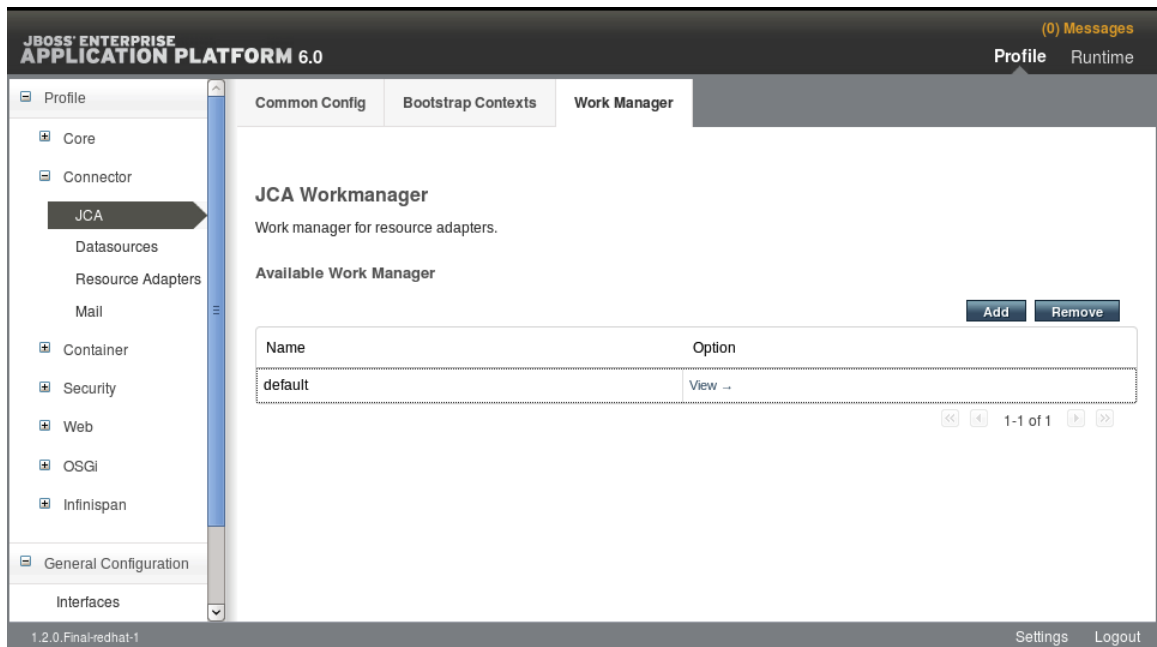 (0) Messages
JBOSS' ENTERPRISE
APPLICATION PLATFORM 6.0
Profile Runtime
Profile
Core
Connector
JCA
Datasources
Resource Adapters
Mail
Container
Security
Web
OSGi
Infinispan
General Configuration
Interfaces
Common Config Bootstrap Contexts Work Manager
JCA Workmanager
Work manager for resource adapters.
Available Work Manager
Add Remove
Name Option
default View →
1-1 of 1
1.2.0.Final-redhat-1 Settings Logout